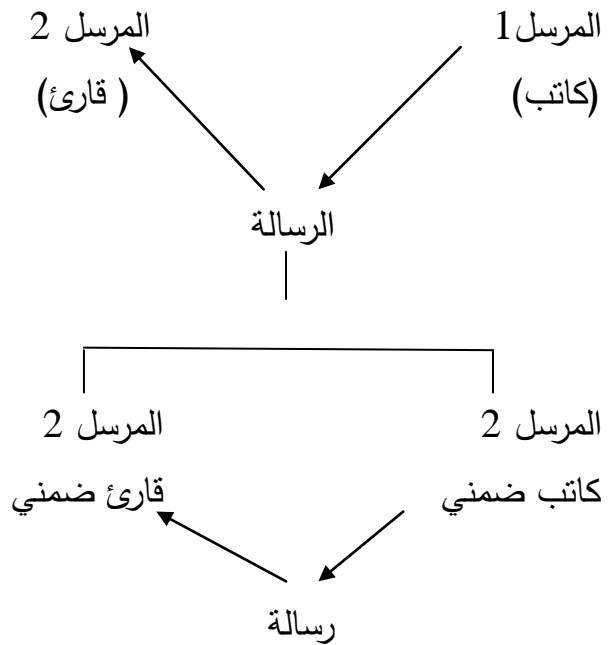 المرسل1
المرسل 2
(كاتب)
( قارئ)
الرسالة
المرسل 2
المرسل 2
كاتب ضمني
قارئ ضمني
رسالة